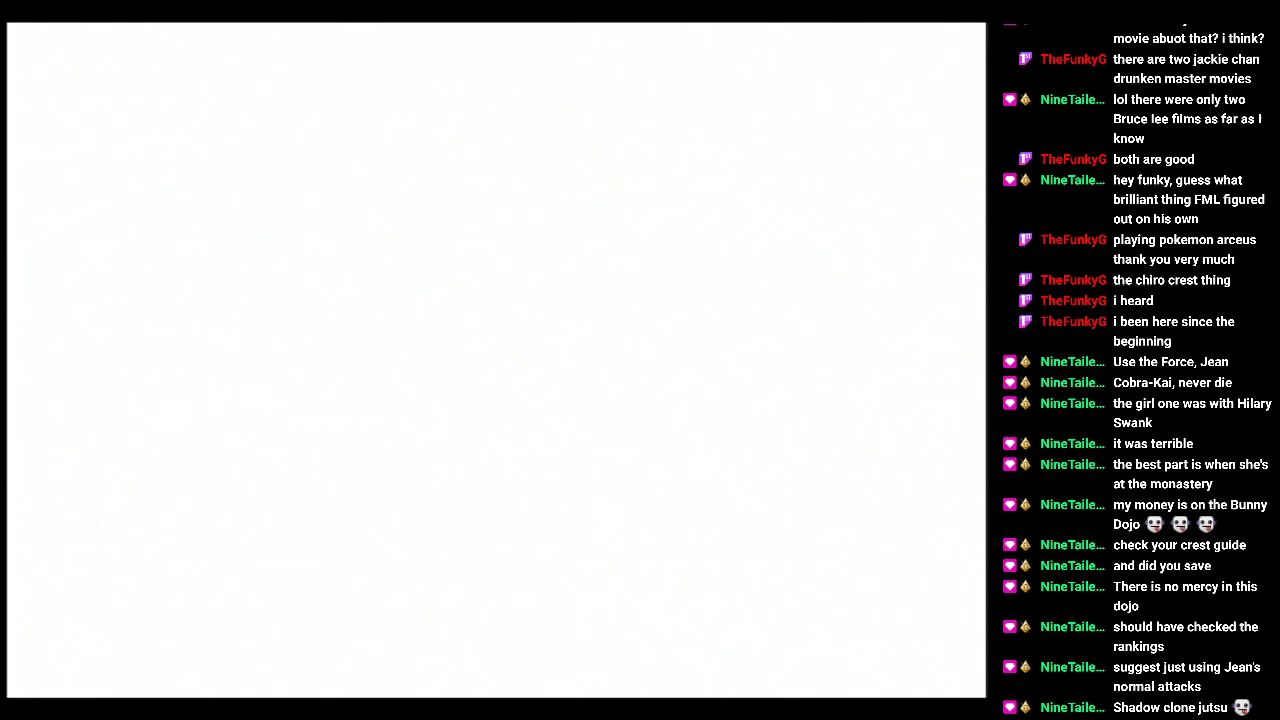 movie abuot that? i think?
TheFunkyG there are two jackie chan
drunken master movies
NineTaile... lol there were only two
Bruce lee films as far as I
know
TheFunkyG both are good
NineTaile... hey funky, guess what
brilliant thing FML figured
out on his own
TheFunkyG playing pokemon arceus
thank you very much
TheFunkyG the chiro crest thing
TheFunkyG i heard
TheFunkyG i been here since the
beginning
NineTaile... Use the Force, Jean
NineTaile... Cobra-Kai, never die
NineTaile... the girl one was with Hilary
Swank
NineTaile... it was terrible
NineTaile... the best part is when she's
at the monastery
NineTaile... my money is on the Bunny
Dojo
NineTaile... check your crest guide
NineTaile... and did you save
NineTaile... There is no mercy in this
dojo
NineTaile... should have checked the
rankings
NineTaile... suggest just using Jean's
normal attacks
NineTaile... Shadow clone jutsu